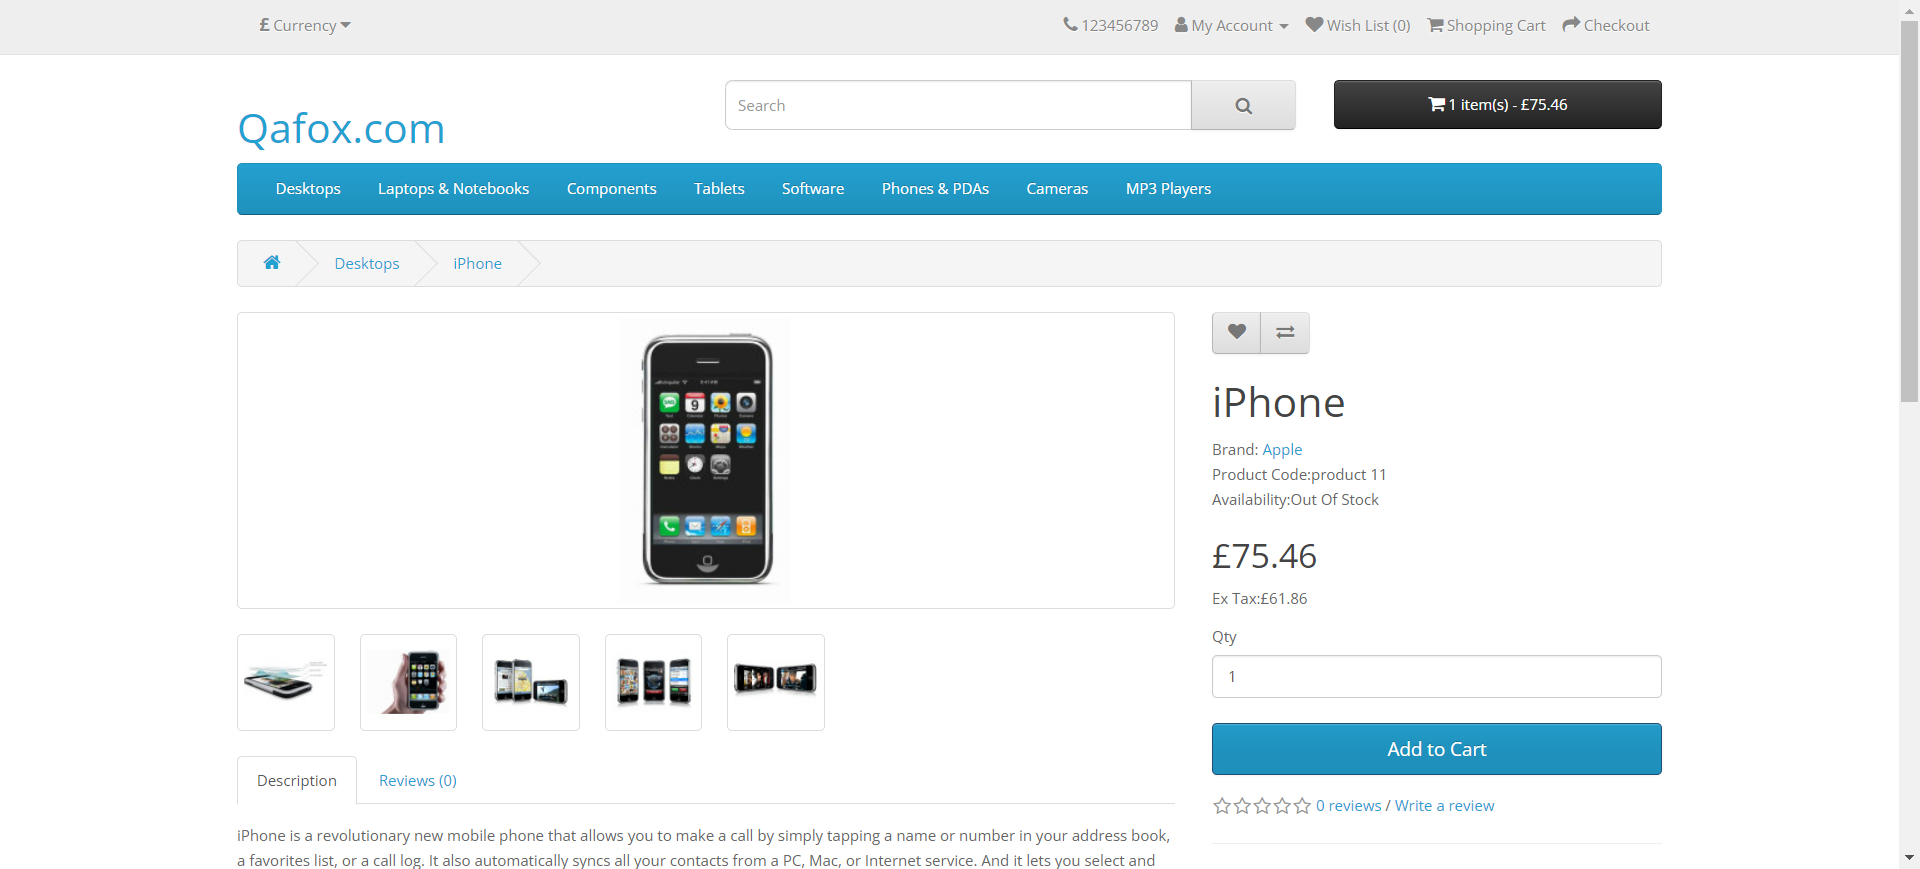 £ Currency
123456789 My Account Wish List (0) Shopping Cart Checkout
Qafox.com
Search
1 item(s) - £75.46
Desktops Laptops & Notebooks Components Tablets Software Phones & PDAs Cameras MP3 Players
Desktops iPhone
iPhone
Brand: Apple
Product Code:product 11
Availability:Out Of Stock
£75.46
Ex Tax:£61.86
Qty
1
Add to Cart
0 reviews / Write a review
Description Reviews (0)
iPhone is a revolutionary new mobile phone that allows you to make a call by simply tapping a name or number in your address book,
a favorites list, or a call log. It also automatically syncs all your contacts from a PC, Mac, or Internet service. And it lets you select and